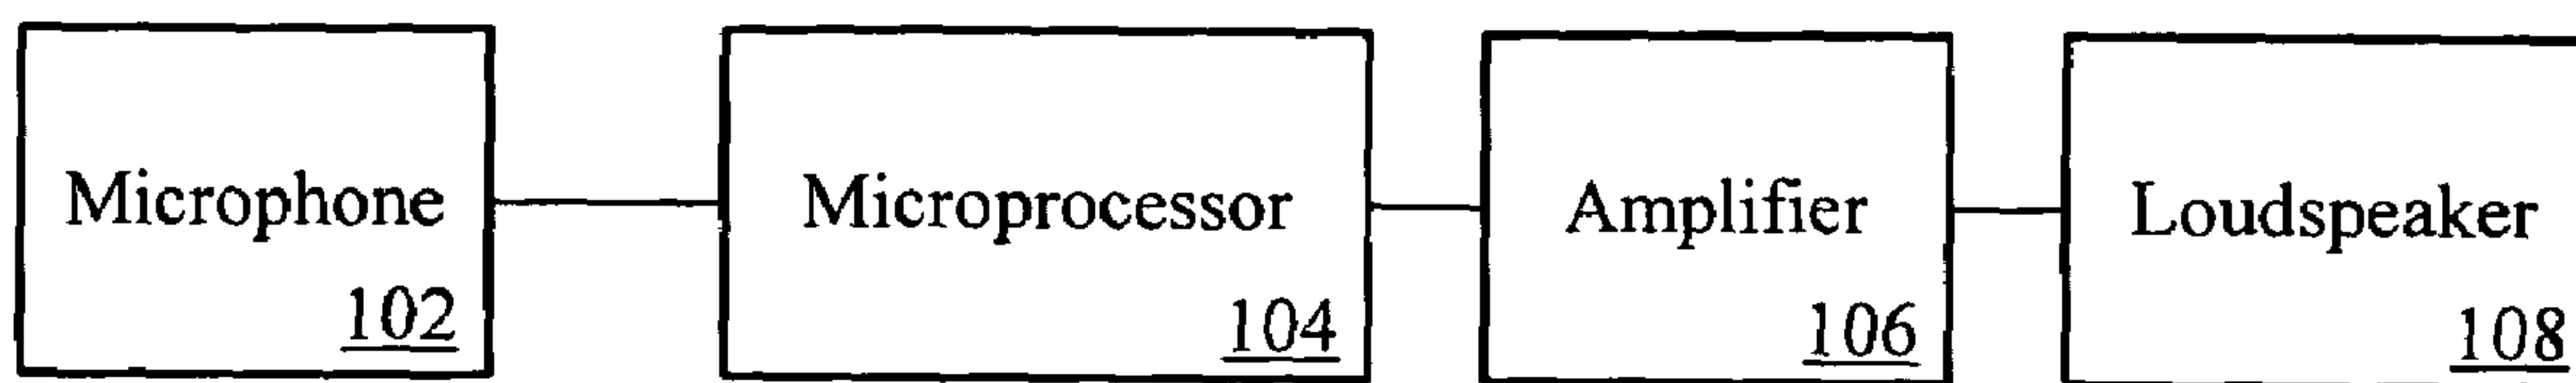 Microphone Microprocessor Amplifier Loudspeaker
102 104 106 108